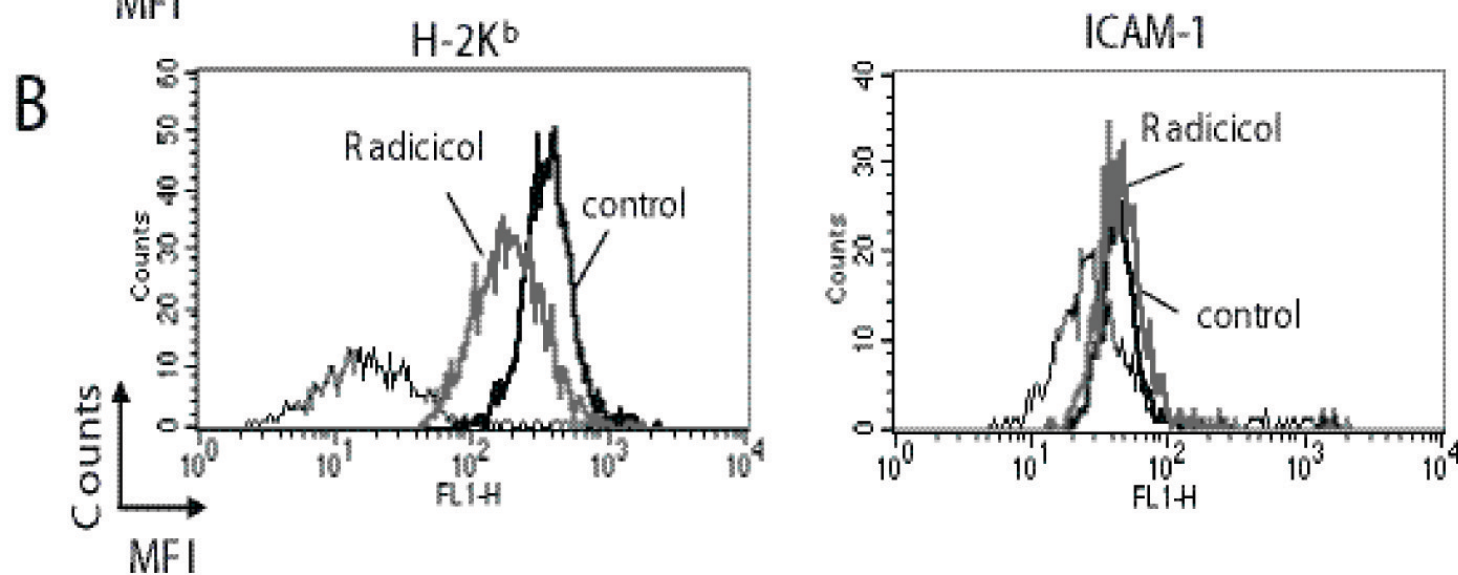 MFI
H-2Kᵇ
ICAM-1
B
60
50
40
30
20
10
0
Counts
Radicicol
control
10⁰
10¹
10²
10³
10⁴
FL1-H
40
30
20
10
0
Counts
Radicicol
control
10⁰
10¹
10²
10³
10⁴
FL1-H
Counts
MFI